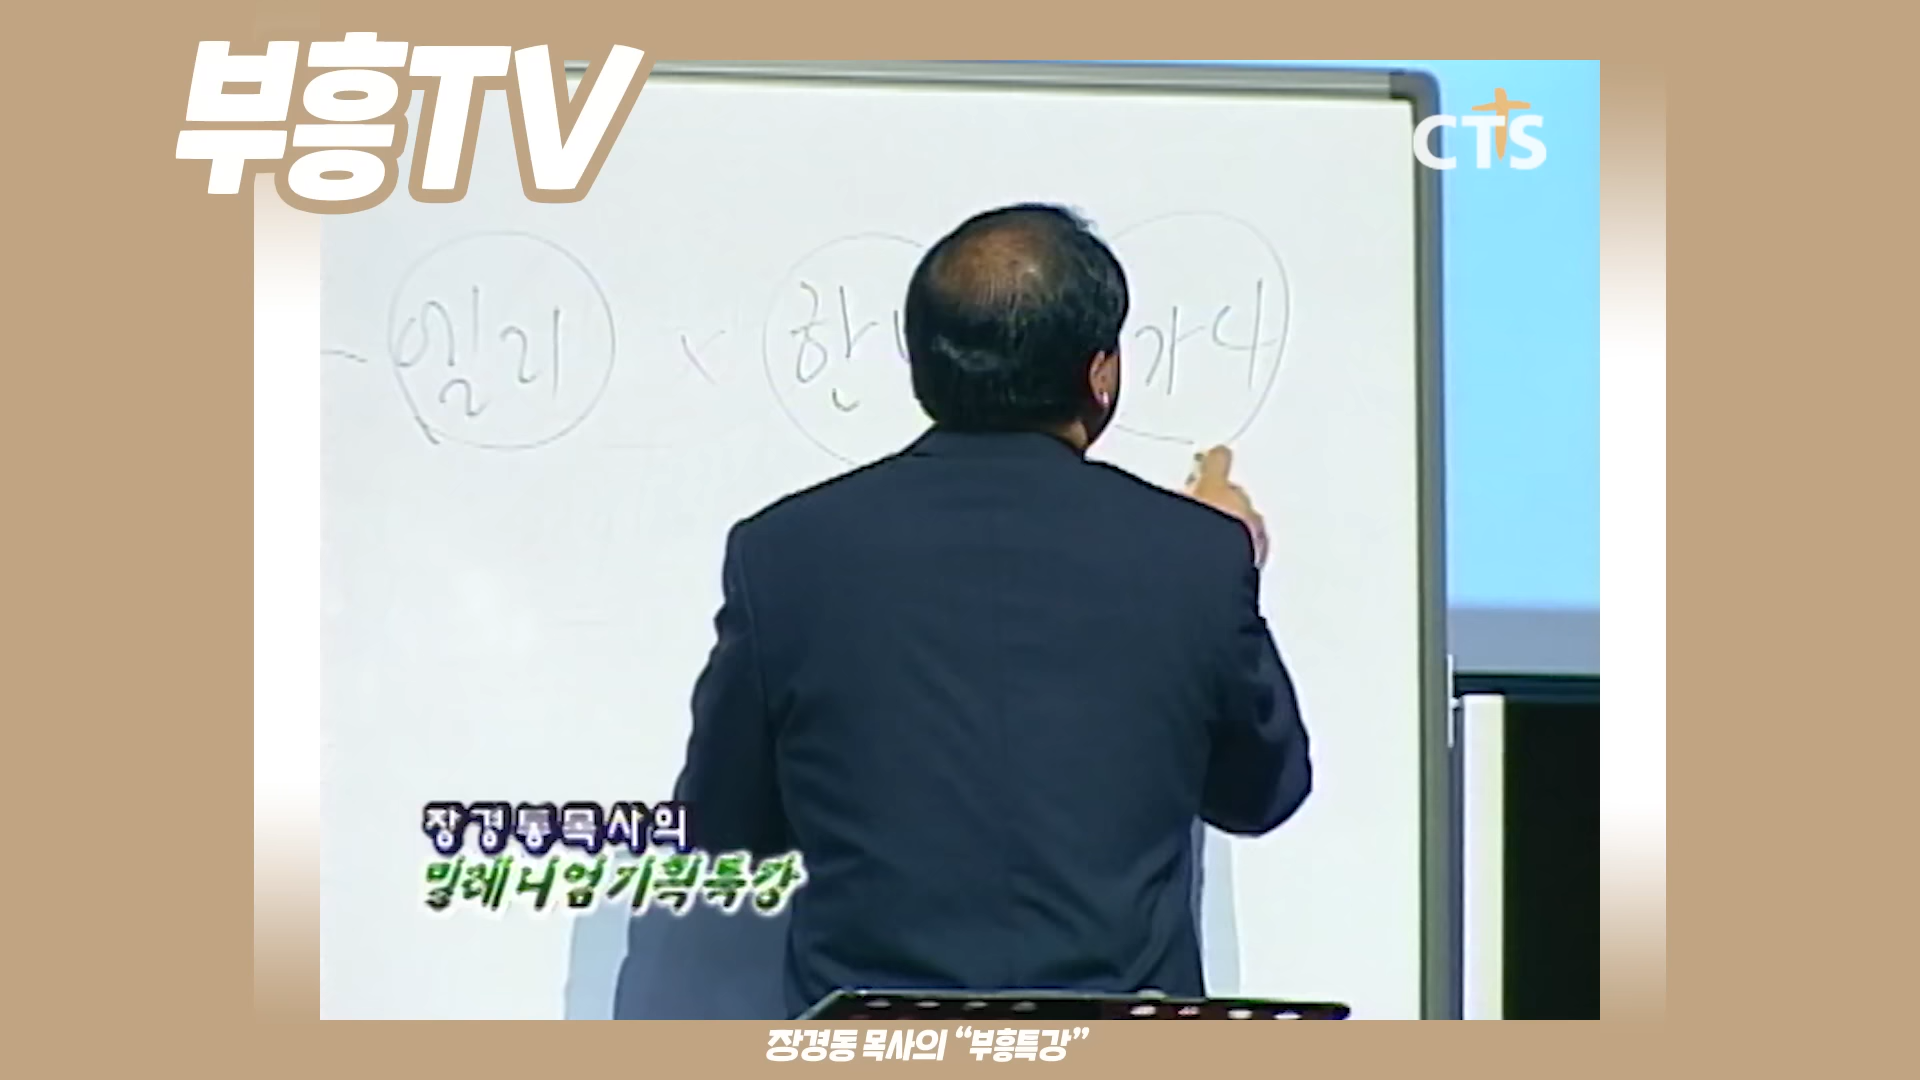 부흥TV
CTS
일리 × 한
가나
장경동목사의
밀레니엄기획특강
장경동 목사의 “부흥특강”